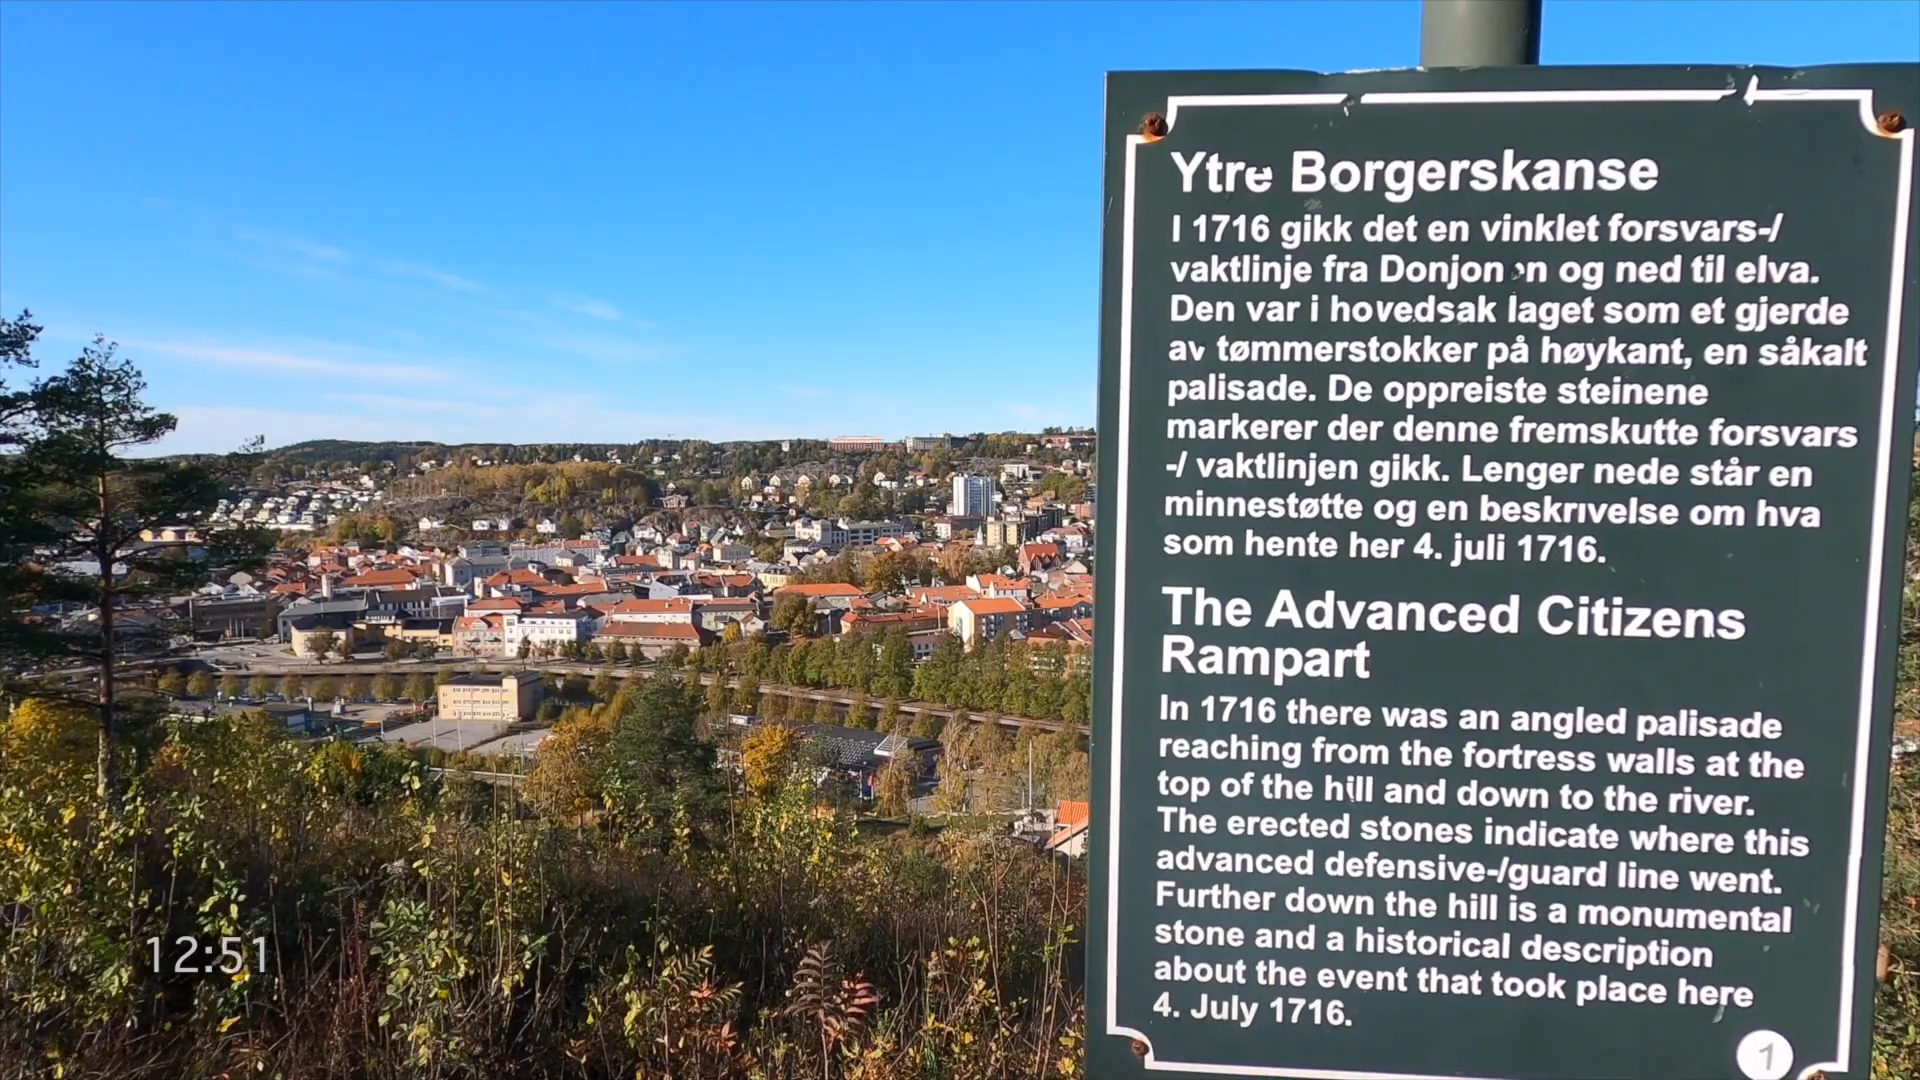 Ytre Borgerskanse
I 1716 gikk det en vinklet forsvars-/
vaktlinje fra Donjon en og ned til elva.
Den var i hovedsak laget som et gjerde
av tømmerstokker på høykant, en såkalt
palisade. De oppreiste steinene
markerer der denne fremskutte forsvars
-/ vaktlinjen gikk. Lenger nede står en
minnestøtte og en beskrivelse om hva
som hente her 4. juli 1716.
The Advanced Citizens
Rampart
In 1716 there was an angled palisade
reaching from the fortress walls at the
top of the hill and down to the river.
The erected stones indicate where this
advanced defensive-/guard line went.
Further down the hill is a monumental
stone and a historical description
about the event that took place here
4. July 1716.
1
12:51